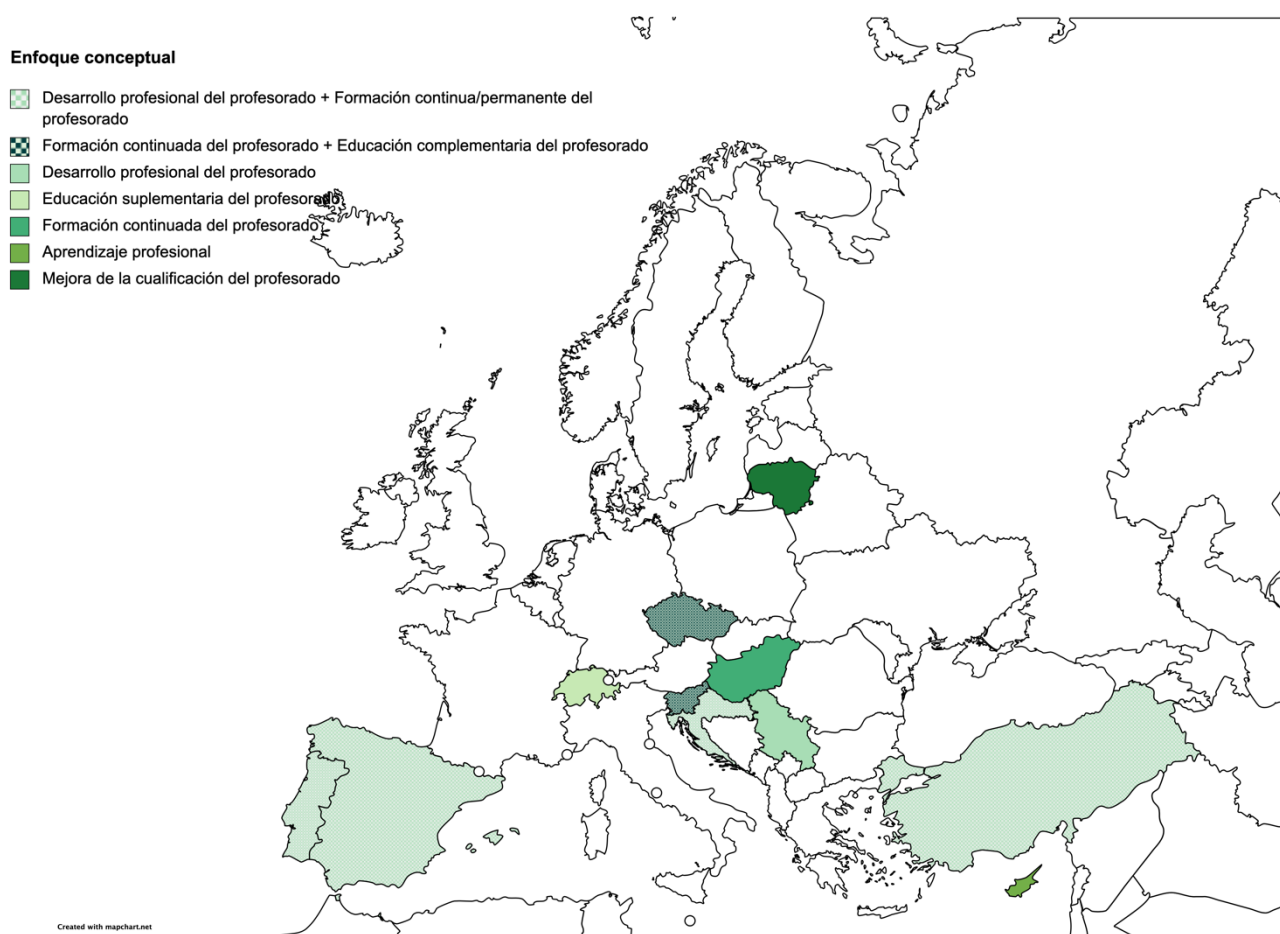 Enfoque conceptual
Desarrollo profesional del profesorado + Formación continua/permanente del
profesorado
Formación continuada del profesorado + Educación complementaria del profesorado
Desarrollo profesional del profesorado
Educación suplementaria del profesorado
Formación continuada del profesorado
Aprendizaje profesional
Mejora de la cualificación del profesorado
Created with mapchart.net